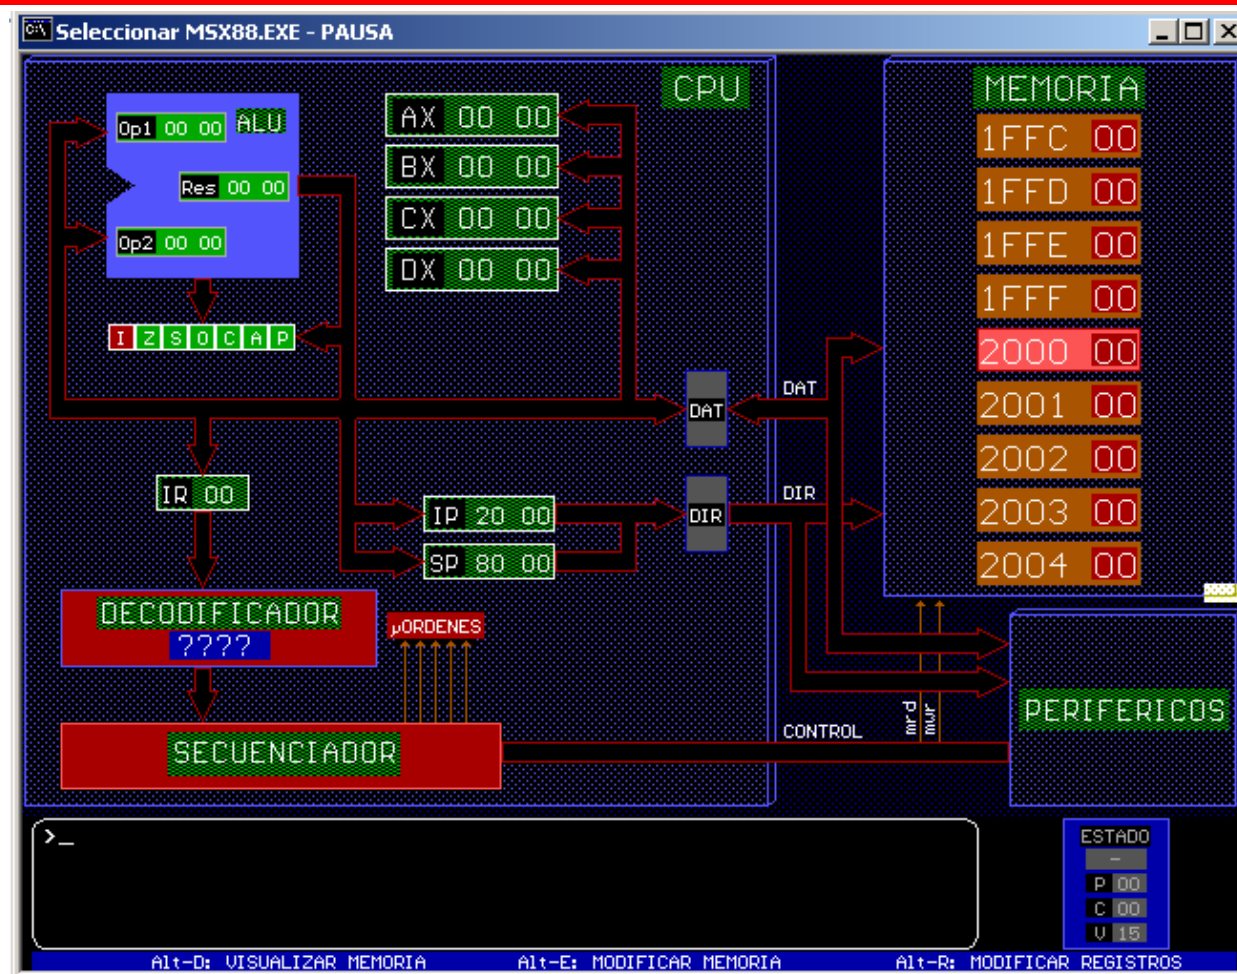 Seleccionar MSX88.EXE - PAUSA
CPU
MEMORIA
Op1 00 00
ALU
Res 00 00
Op2 00 00
AX 00 00
BX 00 00
CX 00 00
DX 00 00
I Z S O C A P
1FFC 00
1FFD 00
1FFE 00
1FFF 00
2000 00
2001 00
2002 00
2003 00
2004 00
DAT
DAT
IR 00
IP 20 00
SP 80 00
DIR
DIR
DECODIFICADOR
????
µORDENES
SECUENCIADOR
CONTROL
mrd
mwr
PERIFERICOS
>_
ESTADO
-
P 00
C 00
V 15
Alt-D: VISUALIZAR MEMORIA
Alt-E: MODIFICAR MEMORIA
Alt-R: MODIFICAR REGISTROS